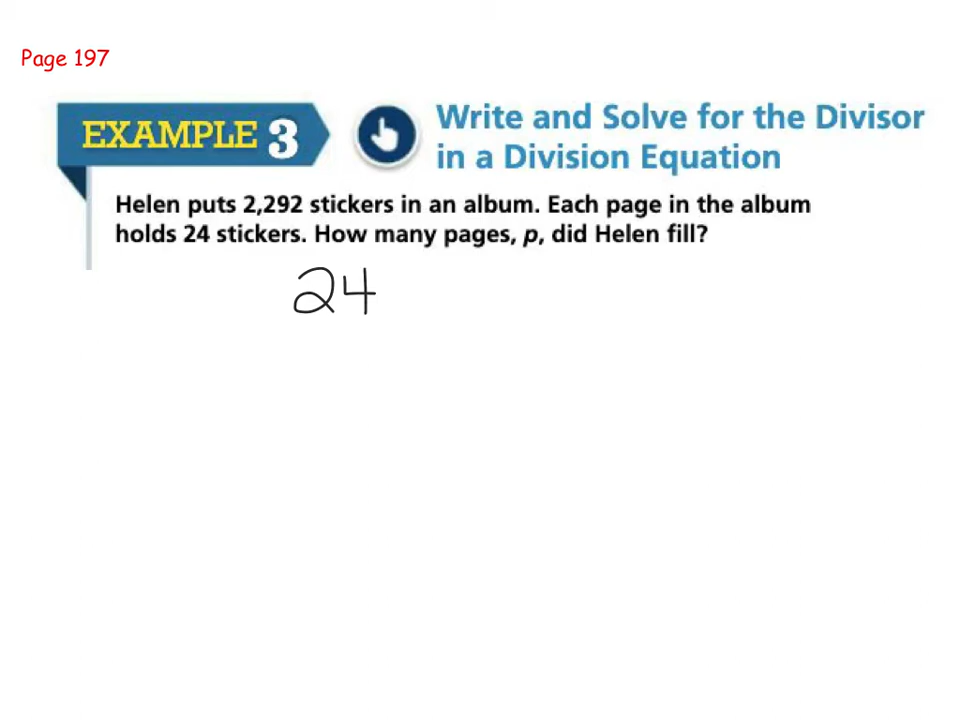 Page 197
EXAMPLE 3
Write and Solve for the Divisor
in a Division Equation
Helen puts 2,292 stickers in an album. Each page in the album
holds 24 stickers. How many pages, p, did Helen fill?
24